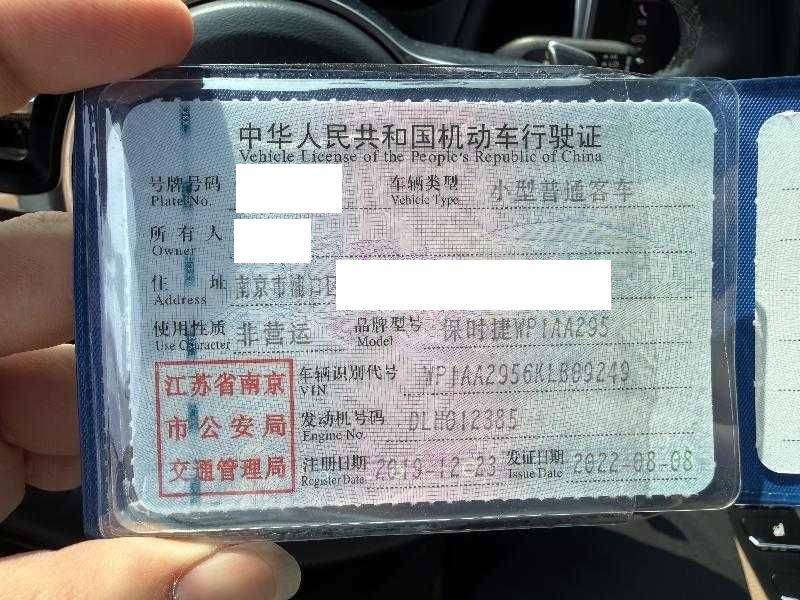 中华人民共和国机动车行驶证
Vehicle License of the People's Republic of China
号牌号码 车辆类型 小型普通客车
Plate No. Vehicle Type
所有人
Owner
住址 南京市浦口区
Address
使用性质 非营运 品牌型号 保时捷WP1AA295
Use Character Model
江苏省南京 车辆识别代号 WP1AA2956KLB09249
VIN
市公安局 发动机号码 DLH012385
Engine No.
交通管理局 注册日期 2019-12-23 发证日期 2022-08-08
Register Date Issue Date